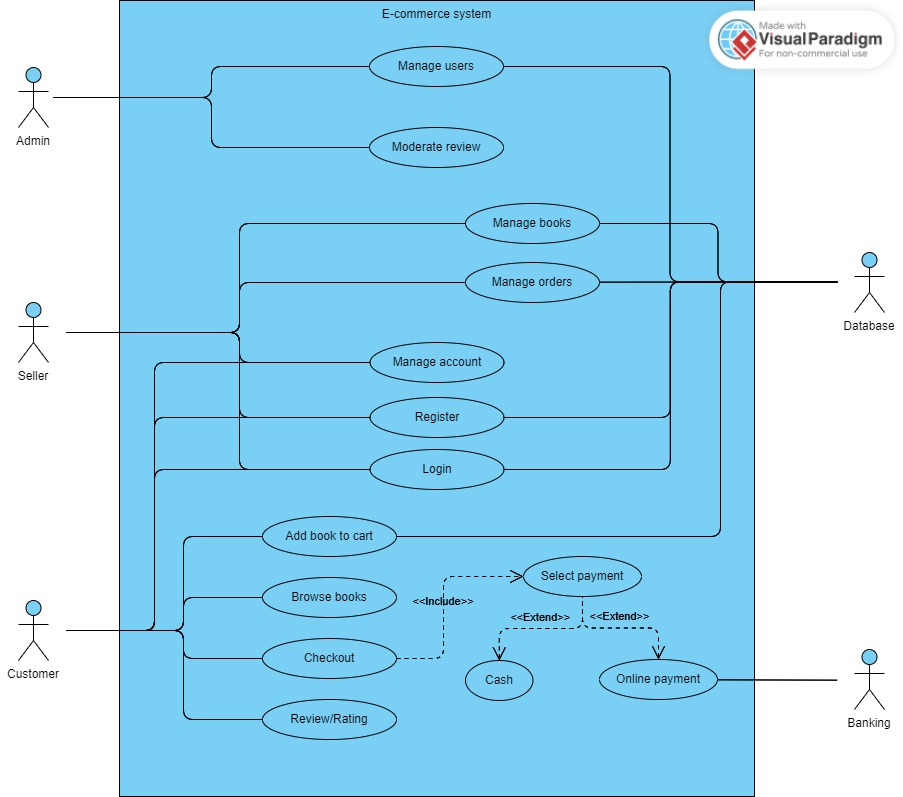 E-commerce system
Made with
VisualParadigm
For non-commercial use
Manage users
Admin
Moderate review
Manage books
Manage orders
Database
Seller
Manage account
Register
Login
Add book to cart
Select payment
Browse books
<<Include>>
<<Extend>>
<<Extend>>
Checkout
Customer
Cash
Online payment
Review/Rating
Banking